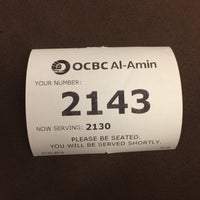 OCBC Al-Amin
YOUR NUMBER:
2143
NOW SERVING: 2130
PLEASE BE SEATED.
YOU WILL BE SERVED SHORTLY.